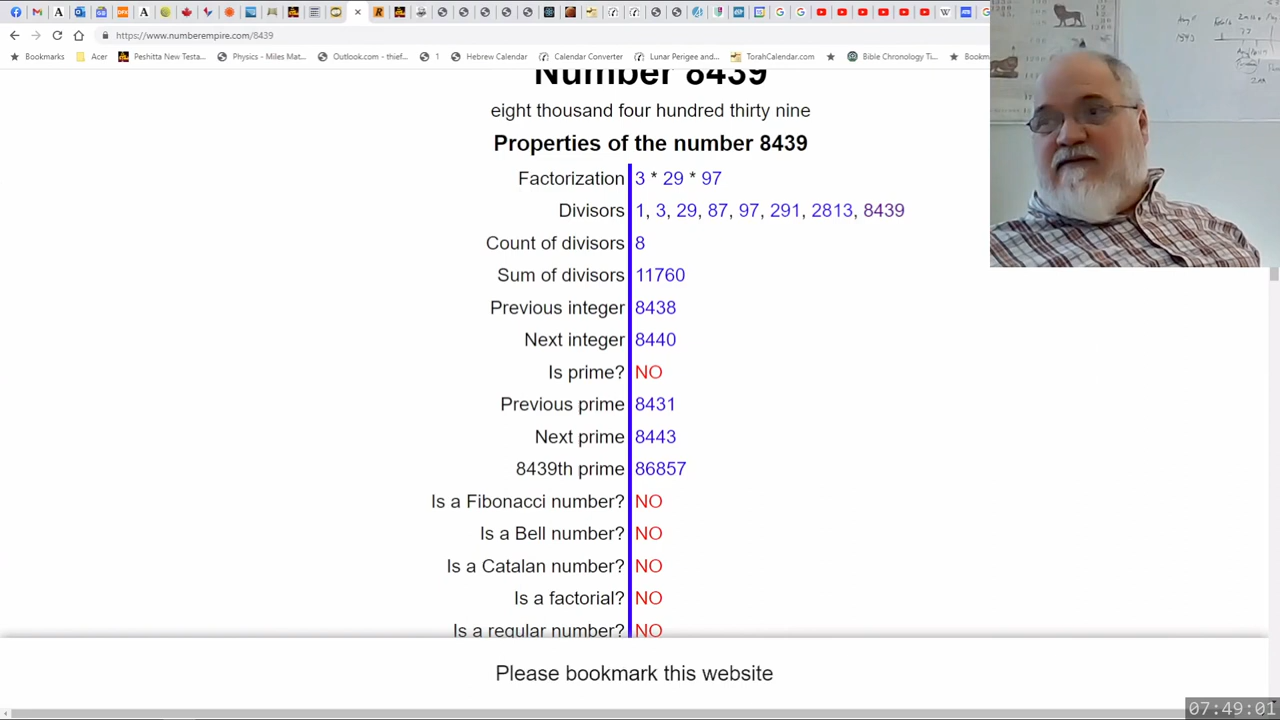 https://www.numberempire.com/8439
Bookmarks Acer Peshitta New Testa... Physics - Miles Mat... Outlook.com - thief... 1 Hebrew Calendar Calendar Converter Lunar Perigee and... TorahCalendar.com Bible Chronology Ti... Bookm
Number 8439
eight thousand four hundred thirty nine
Properties of the number 8439
Factorization 3 * 29 * 97
Divisors 1, 3, 29, 87, 97, 291, 2813, 8439
Count of divisors 8
Sum of divisors 11760
Previous integer 8438
Next integer 8440
Is prime? NO
Previous prime 8431
Next prime 8443
8439th prime 86857
Is a Fibonacci number? NO
Is a Bell number? NO
Is a Catalan number? NO
Is a factorial? NO
Is a regular number? NO
Please bookmark this website
07:49:01